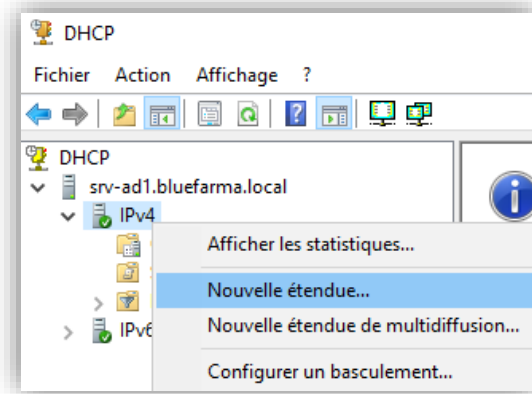 DHCP
Fichier Action Affichage ?
DHCP
srv-ad1.bluefarma.local
IPv4
Afficher les statistiques...
Nouvelle étendue...
Nouvelle étendue de multidiffusion...
IPv6
Configurer un basculement...